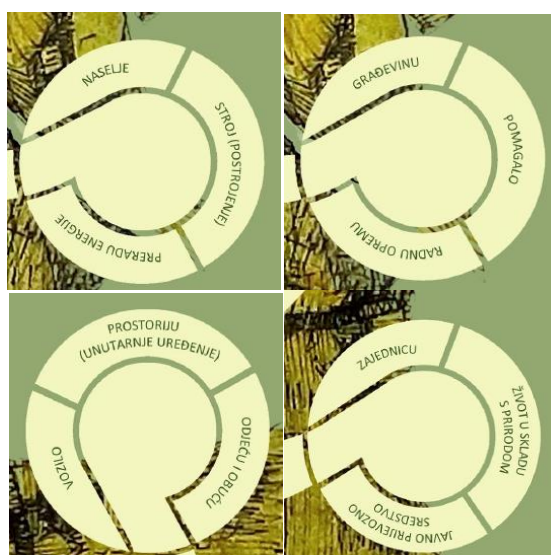 NASELJE
STROJ (POSTROJENJE)
PRERADU ENERGIJE
GRAĐEVINU
POMAGALO
RADNU OPREMU
PROSTORIJU
(UNUTARNJE UREĐENJE)
ODJEĆU I OBUĆU
VOZILO
ZAJEDNICU
ŽIVOT U SKLADU
S PRIRODOM
JAVNO PRIJEVOZNO
SREDSTVO